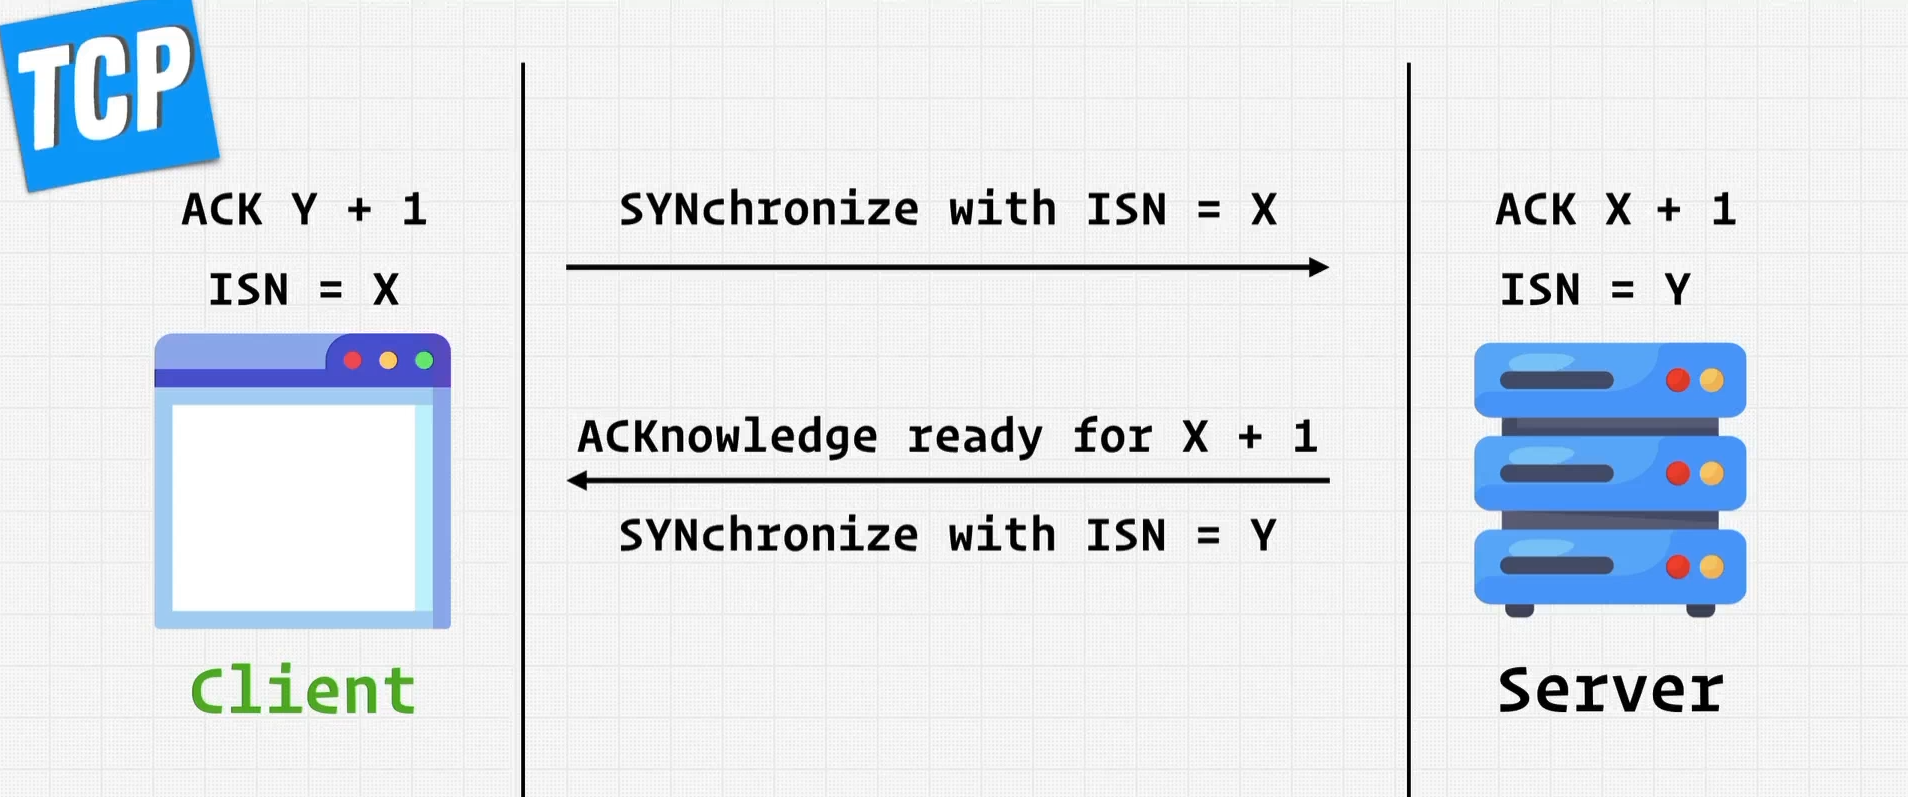 TCP
ACK Y + 1
ISN = X
SYNchronize with ISN = X
ACK X + 1
ISN = Y
ACKnowledge ready for X + 1
SYNchronize with ISN = Y
Client
Server